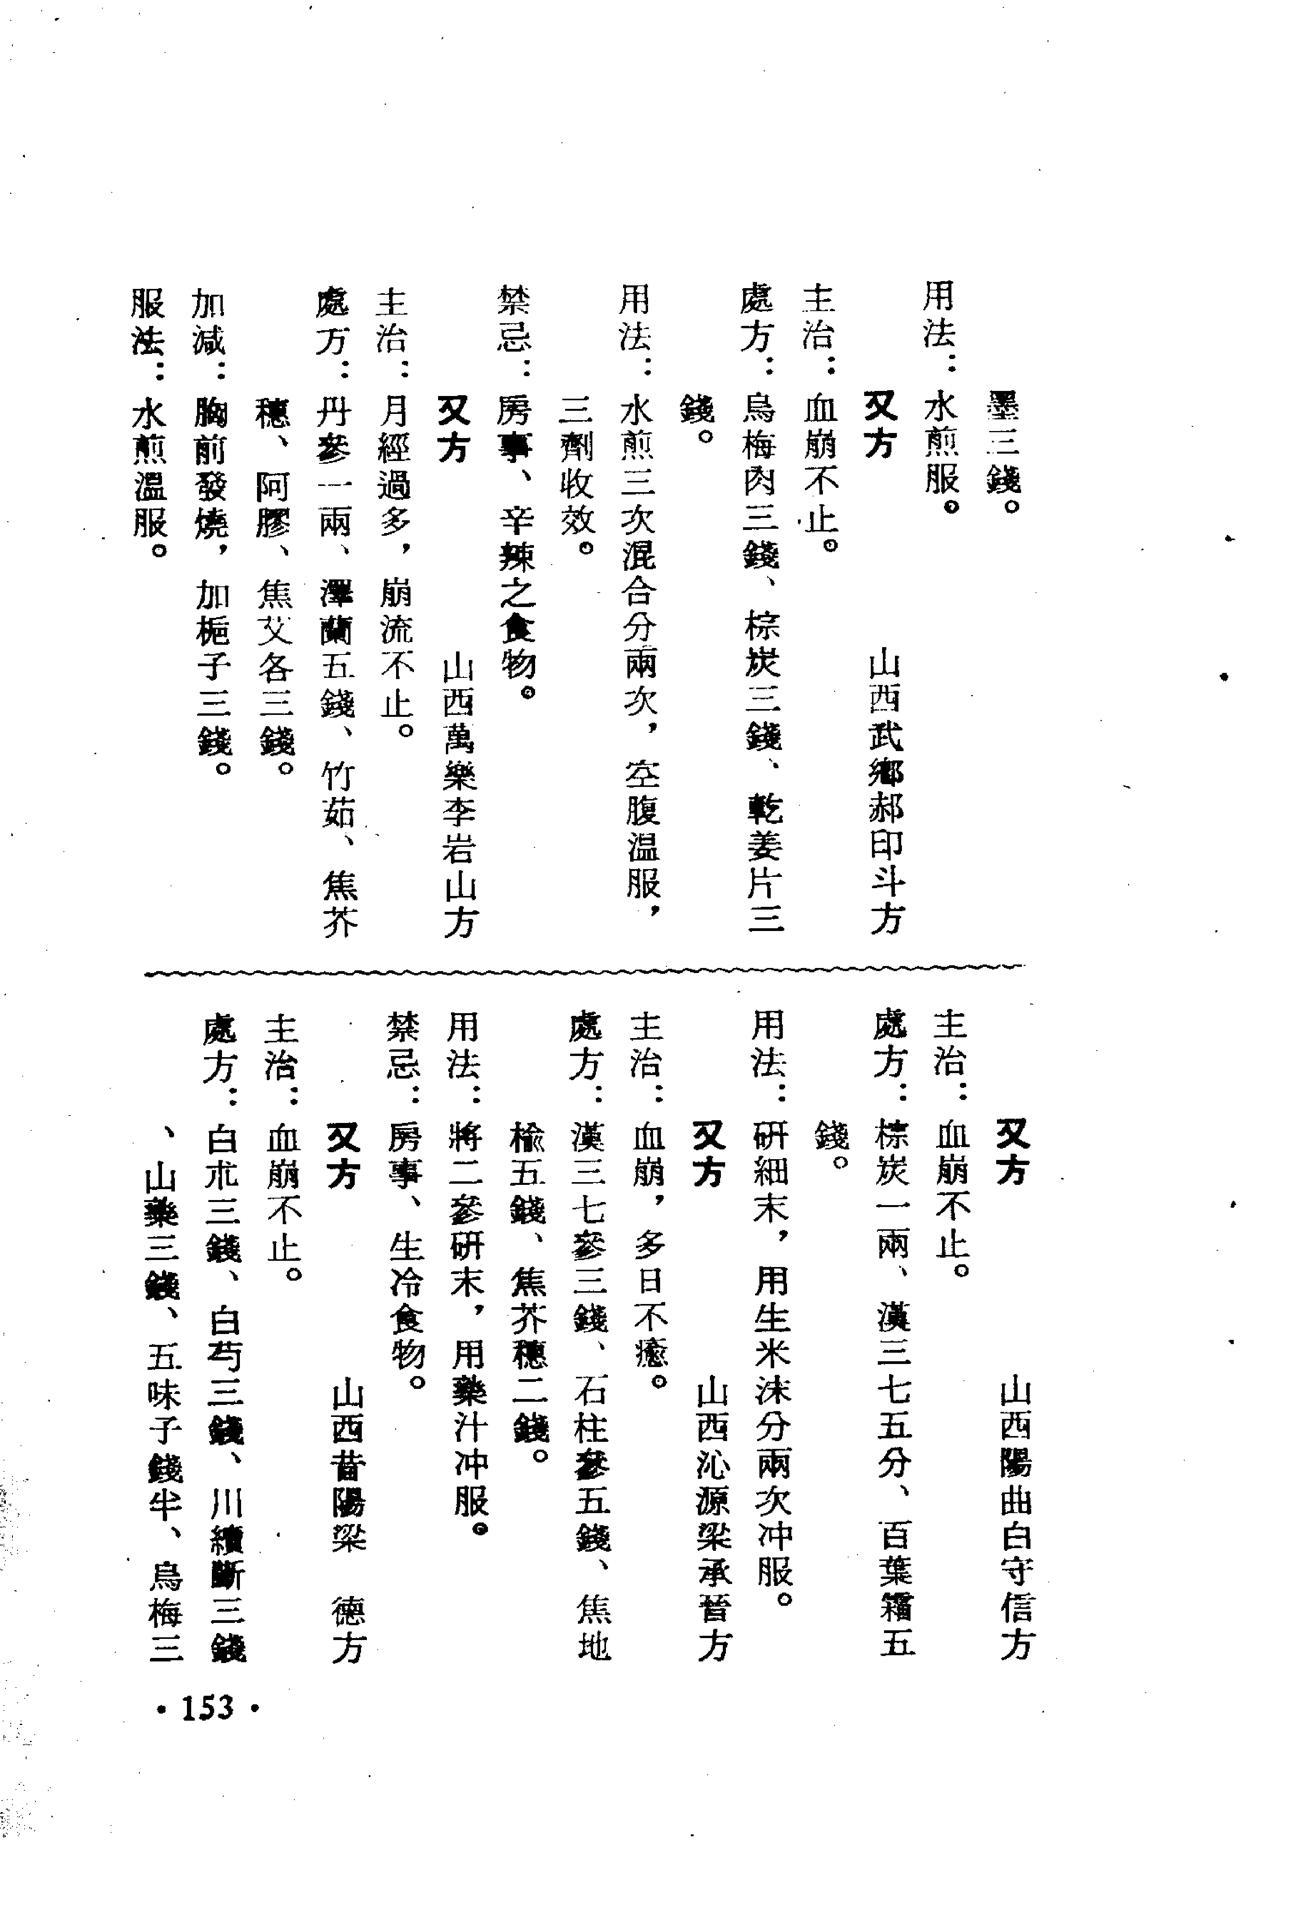 墨三錢。
用法：水煎服。
又方　山西武鄉郝印斗方
主治：血崩不止。
處方：烏梅肉三錢、棕炭三錢、乾姜片三
錢。
用法：水煎三次混合分兩次，空腹温服，
三劑收效。
禁忌：房事、辛辣之食物。
又方　山西萬樂李岩山方
主治：月經過多，崩流不止。
處方：丹參一兩、澤蘭五錢、竹茹、焦芥
穗、阿膠、焦艾各三錢。
加减：胸前發燒，加梔子三錢。
服法：水煎温服。
又方　山西陽曲白守信方
主治：血崩不止。
處方：棕炭一兩、漢三七五分、百葉霜五
錢。
用法：研細末，用生米沫分兩次冲服。
又方　山西沁源梁承晉方
主治：血崩，多日不癒。
處方：漢三七參三錢、石柱參五錢、焦地
榆五錢、焦芥穗二錢。
用法：將二參研末，用藥汁冲服。
禁忌：房事、生冷食物。
又方　山西昔陽梁　德方
主治：血崩不止。
處方：白朮三錢、白芍三錢、川續斷三錢
、山藥三錢、五味子錢半、烏梅三
·153·